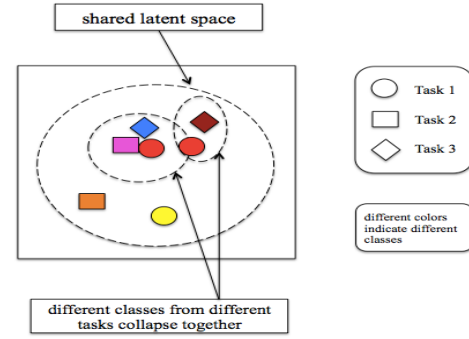 shared latent space
Task 1
Task 2
Task 3
different colors
indicate different
classes
different classes from different
tasks collapse together